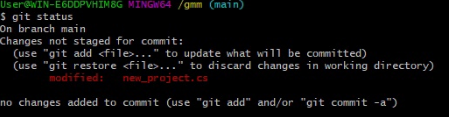 User@WIN-E6DDPVHIM8G MINGW64 /gmm (main)
$ git status
On branch main
Changes not staged for commit:
  (use "git add <file>..." to update what will be committed)
  (use "git restore <file>..." to discard changes in working directory)
        modified:   new_project.cs

no changes added to commit (use "git add" and/or "git commit -a")